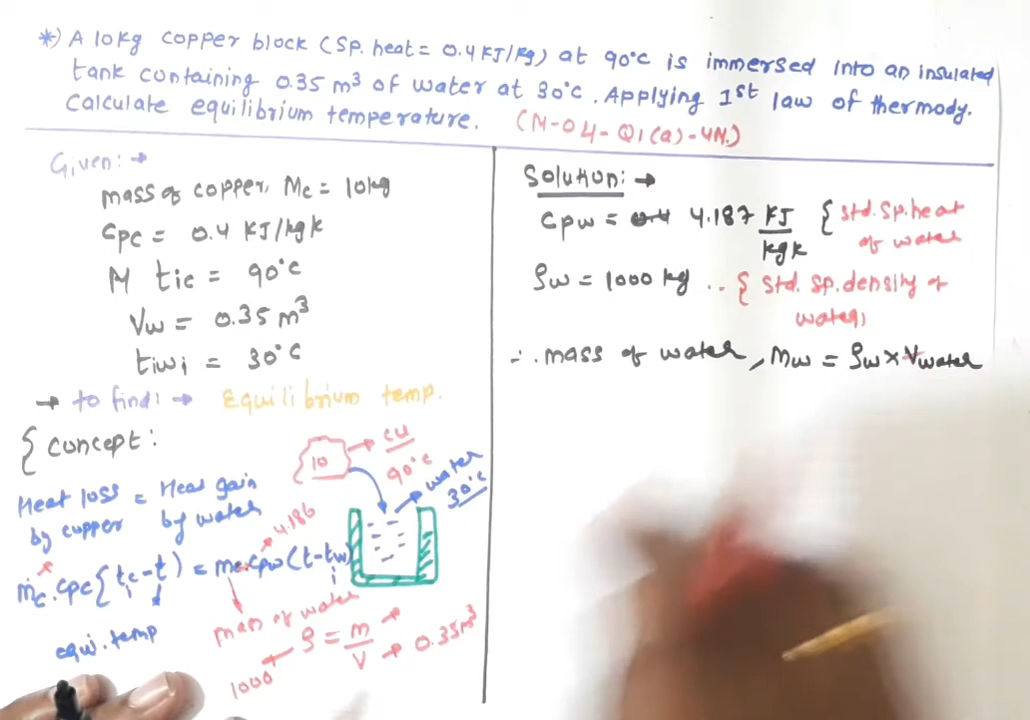 *) A 10kg copper block (Sp. heat = 0.4 KJ/kg) at 90°c is immersed into an insulated
tank containing 0.35 m³ of water at 30°c. Applying 1st law of thermody.
Calculate equilibrium temperature. (M-04-Q1(a)-4M.)
Given: →
mass of copper, Mc = 10kg
Cpc = 0.4 KJ/kgk
M tic = 90°c
Vw = 0.35 m³
tiwi = 30°c
→ to find: → Equilibrium temp.
{ concept:
Heat loss = Heat gain
by copper by water
ṁc.cpc{tci-t) = mc.cpw(t-twi)
equi. temp
4.186
mass of water
1000 ← ρ = m/V → 0.35m³
10 → cu
90°c
water
30°c
Solution: →
Cpw = 0.4 4.187 KJ/kgk { std. sp. heat
of water
ρw = 1000 kg .. { std. sp. density of
water,
∴ mass of water, Mw = ρw × Vwater